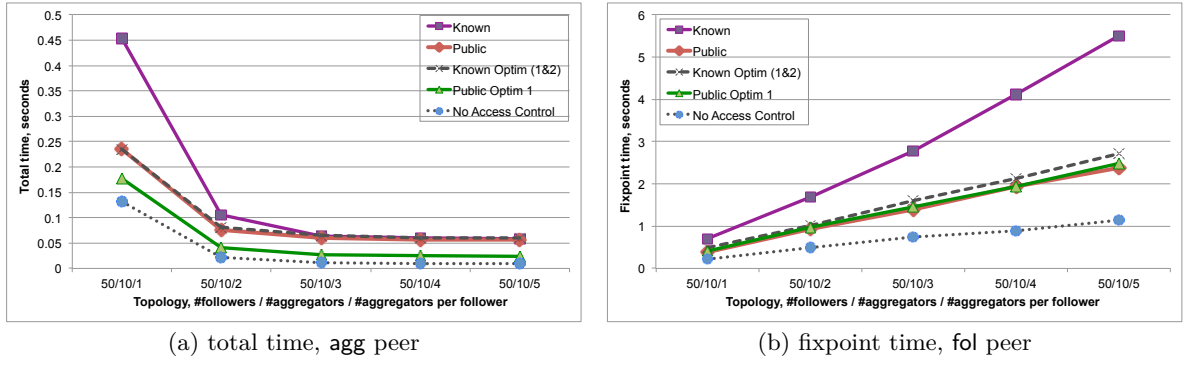 0.5
0.45
0.4
0.35
0.3
0.25
0.2
0.15
0.1
0.05
0
Total time, seconds
Known
Public
Known Optim (1&2)
Public Optim 1
No Access Control
50/10/1 50/10/2 50/10/3 50/10/4 50/10/5
Topology, #followers / #aggregators / #aggregators per follower
(a) total time, agg peer
6
5
4
3
2
1
0
Fixpoint time, seconds
Known
Public
Known Optim (1&2)
Public Optim 1
No Access Control
50/10/1 50/10/2 50/10/3 50/10/4 50/10/5
Topology, #followers / #aggregators / #aggregators per follower
(b) fixpoint time, fol peer